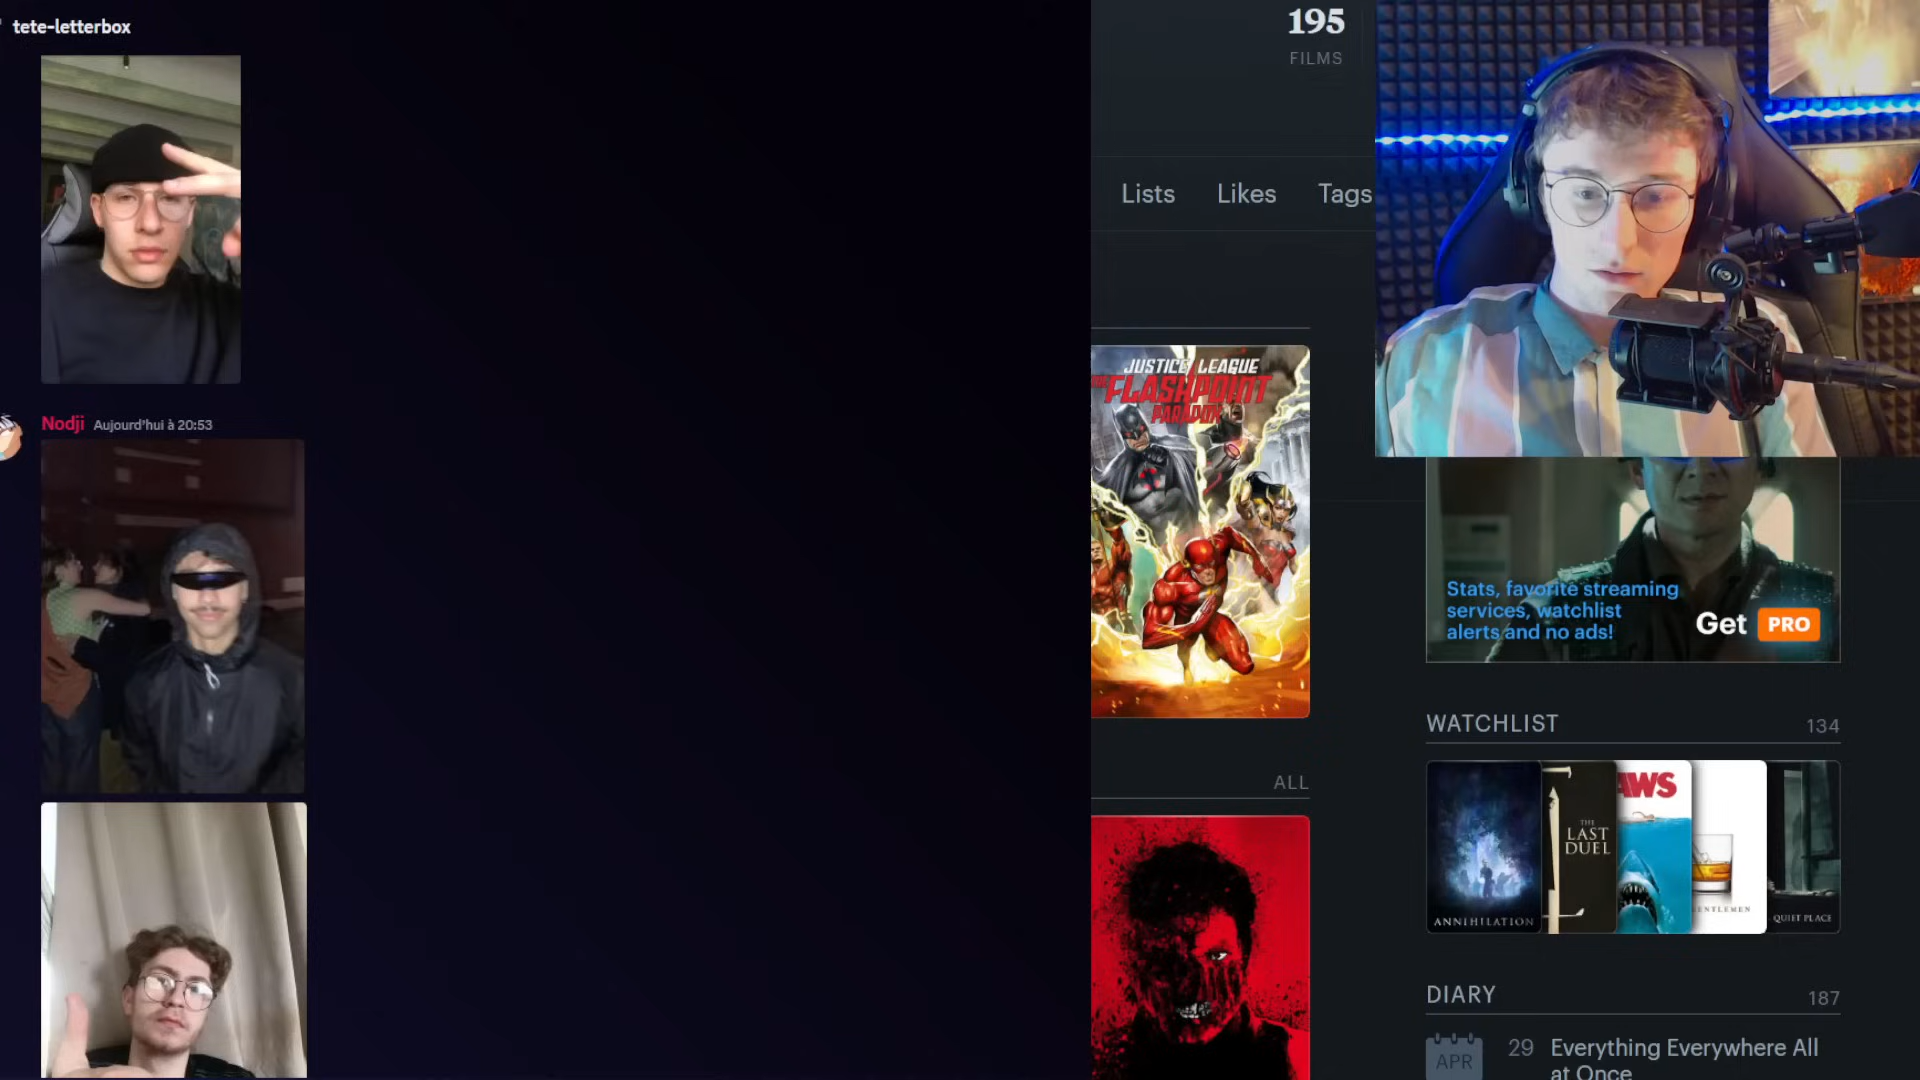 tete-letterbox
Nodji Aujourd'hui à 20:53
195
FILMS
Lists Likes Tags
JUSTICE LEAGUE
FLASHPOINT
PARADOX
ALL
Stats, favorite streaming
services, watchlist
alerts and no ads!
Get PRO
WATCHLIST 134
ANNIHILATION
THE
LAST
DUEL
AWS
ENTLEMEN
QUIET PLACE
DIARY 187
APR
29 Everything Everywhere All
at Once